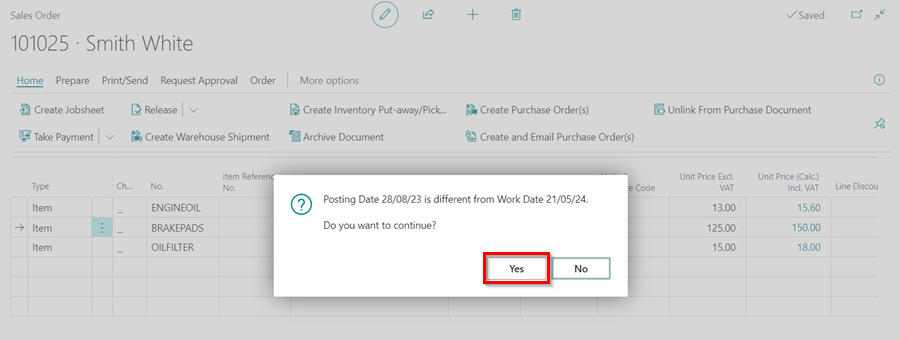 Sales Order
Saved
101025 · Smith White
Home Prepare Print/Send Request Approval Order More options
Create Jobsheet Release Create Inventory Put-away/Pick... Create Purchase Order(s) Unlink From Purchase Document
Take Payment Create Warehouse Shipment Archive Document Create and Email Purchase Order(s)
Type Ch... No. Item Reference No. Code Unit Price Excl. VAT Unit Price (Calc.) Incl. VAT Line Discou
Item _ ENGINEOIL 13.00 15.60
Item _ BRAKEPADS 125.00 150.00
Item _ OILFILTER 15.00 18.00
Posting Date 28/08/23 is different from Work Date 21/05/24.
Do you want to continue?
Yes No